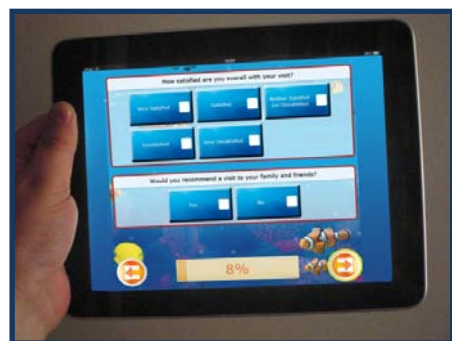 How satisfied are you overall with your visit?
Very Satisfied
Satisfied
Neither Satisfied
nor Dissatisfied
Dissatisfied
Very Dissatisfied
Would you recommend a visit to your family and friends?
Yes
No
8%